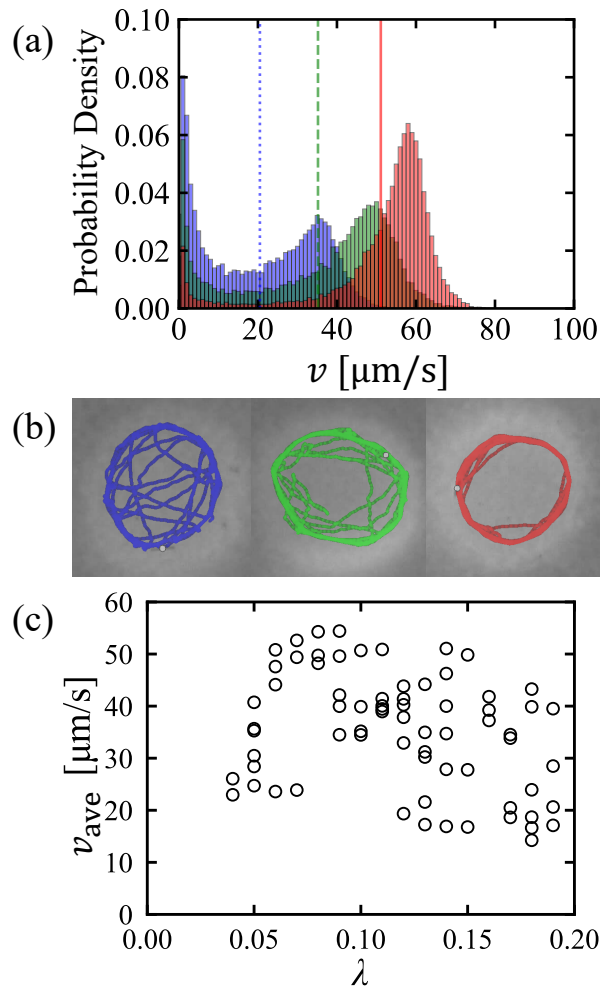 (a)
Probability Density
0.10
0.08
0.06
0.04
0.02
0.00
0 20 40 60 80 100
v [μm/s]
(b)
(c)
v_ave [μm/s]
60
50
40
30
20
10
0
0.00 0.05 0.10 0.15 0.20
λ